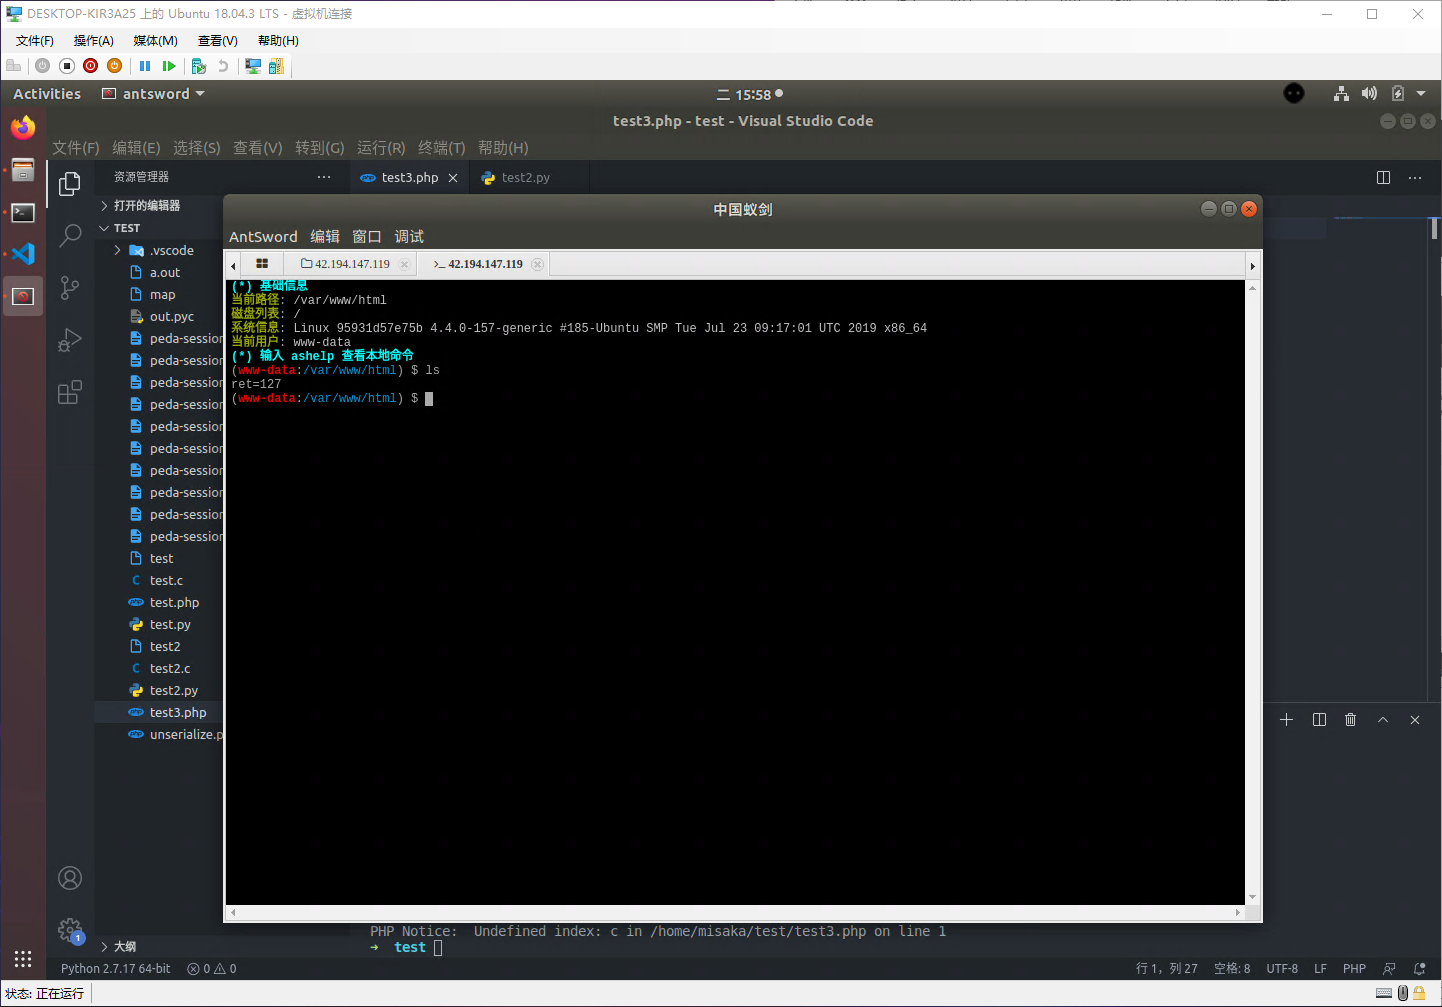 DESKTOP-KIR3A25 上的 Ubuntu 18.04.3 LTS - 虚拟机连接
文件(F) 操作(A) 媒体(M) 查看(V) 帮助(H)
Activities antsword 二 15:58
test3.php - test - Visual Studio Code
文件(F) 编辑(E) 选择(S) 查看(V) 转到(G) 运行(R) 终端(T) 帮助(H)
资源管理器 ··· test3.php test2.py ···
打开的编辑器
TEST
.vscode
a.out
map
out.pyc
peda-session
peda-session
peda-session
peda-session
peda-session
peda-session
peda-session
peda-session
peda-session
peda-session
test
test.c
test.php
test.py
test2
test2.c
test2.py
test3.php
unserialize.p
大纲
中国蚁剑
AntSword 编辑 窗口 调试
42.194.147.119 >_ 42.194.147.119
(*) 基础信息
当前路径: /var/www/html
磁盘列表: /
系统信息: Linux 95931d57e75b 4.4.0-157-generic #185-Ubuntu SMP Tue Jul 23 09:17:01 UTC 2019 x86_64
当前用户: www-data
(*) 输入 ashelp 查看本地命令
(www-data:/var/www/html) $ ls
ret=127
(www-data:/var/www/html) $
PHP Notice:  Undefined index: c in /home/misaka/test/test3.php on line 1
➜ test
1
Python 2.7.17 64-bit 0 0 行 1, 列 27 空格: 8 UTF-8 LF PHP
状态: 正在运行